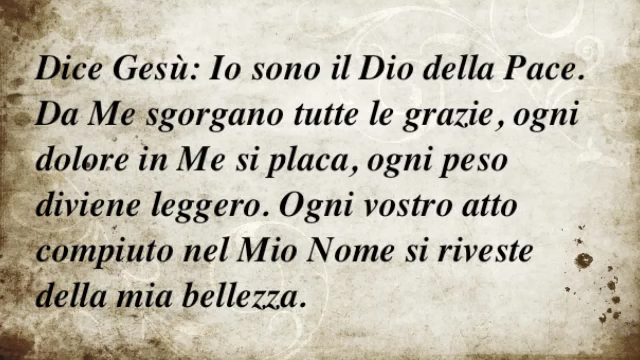 Dice Gesù: Io sono il Dio della Pace.
Da Me sgorgano tutte le grazie, ogni
dolore in Me si placa, ogni peso
diviene leggero. Ogni vostro atto
compiuto nel Mio Nome si riveste
della mia bellezza.